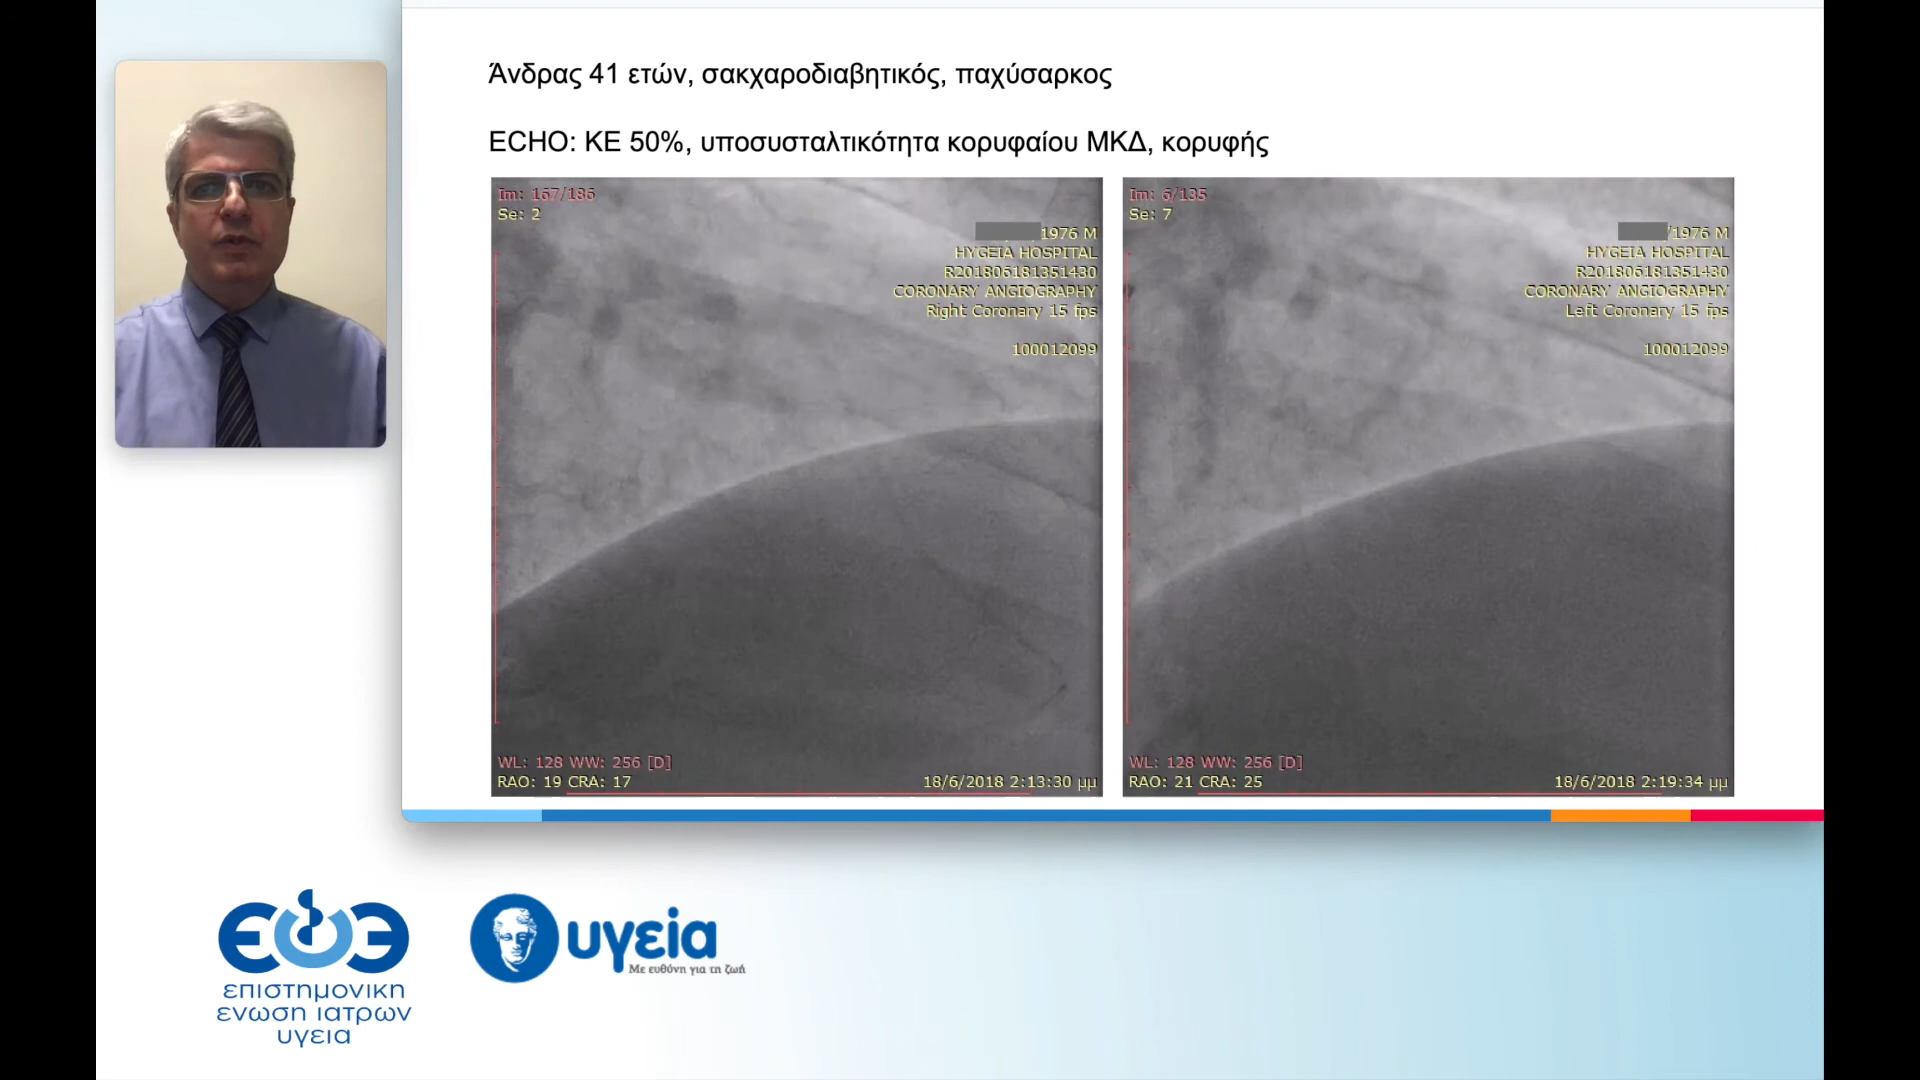 Άνδρας 41 ετών, σακχαροδιαβητικός, παχύσαρκος
ECHO: ΚΕ 50%, υποσυσταλτικότητα κορυφαίου ΜΚΔ, κορυφής
Im: 167/186
Se: 2
1976 M
HYGEIA HOSPITAL
R201806181351430
CORONARY ANGIOGRAPHY
Right Coronary 15 fps
100012099
WL: 128 WW: 256 [D]
RAO: 19 CRA: 17
18/6/2018 2:13:30 μμ
Im: 6/135
Se: 7
/1976 M
HYGEIA HOSPITAL
R201806181351430
CORONARY ANGIOGRAPHY
Left Coronary 15 fps
100012099
WL: 128 WW: 256 [D]
RAO: 21 CRA: 25
18/6/2018 2:19:34 μμ
επιστημονικη
ενωση ιατρων
υγεια
υγεία
Με ευθύνη για τη ζωή